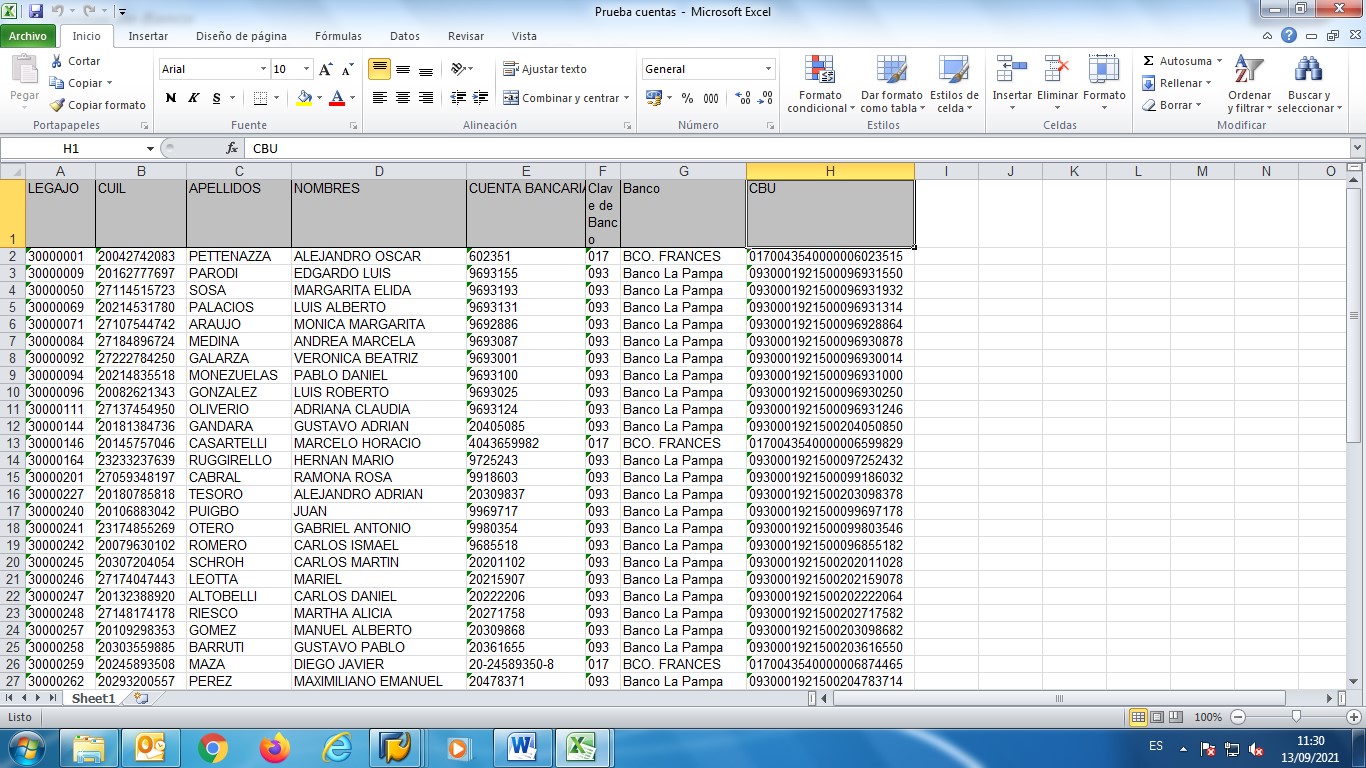 Prueba cuentas - Microsoft Excel
Archivo Inicio Insertar Diseño de página Fórmulas Datos Revisar Vista
Pegar Cortar Copiar Copiar formato Portapapeles
Arial 10 A A N K S A Fuente
Ajustar texto Combinar y centrar Alineación
General % 000 Número
Formato condicional Dar formato como tabla Estilos de celda Estilos
Insertar Eliminar Formato Celdas
Σ Autosuma Rellenar Borrar Ordenar y filtrar Buscar y seleccionar Modificar
H1 fx CBU
A B C D E F G H I J K L M N O
1 LEGAJO CUIL APELLIDOS NOMBRES CUENTA BANCARIA Clave de Banco Banco CBU
2 30000001 20042742083 PETTENAZZA ALEJANDRO OSCAR 602351 017 BCO. FRANCES 0170043540000006023515
3 30000009 20162777697 PARODI EDGARDO LUIS 9693155 093 Banco La Pampa 0930001921500096931550
4 30000050 27114515723 SOSA MARGARITA ELIDA 9693193 093 Banco La Pampa 0930001921500096931932
5 30000069 20214531780 PALACIOS LUIS ALBERTO 9693131 093 Banco La Pampa 0930001921500096931314
6 30000071 27107544742 ARAUJO MONICA MARGARITA 9692886 093 Banco La Pampa 0930001921500096928864
7 30000084 27184896724 MEDINA ANDREA MARCELA 9693087 093 Banco La Pampa 0930001921500096930878
8 30000092 27222784250 GALARZA VERONICA BEATRIZ 9693001 093 Banco La Pampa 0930001921500096930014
9 30000094 20214835518 MONEZUELAS PABLO DANIEL 9693100 093 Banco La Pampa 0930001921500096931000
10 30000096 20082621343 GONZALEZ LUIS ROBERTO 9693025 093 Banco La Pampa 0930001921500096930250
11 30000111 27137454950 OLIVERIO ADRIANA CLAUDIA 9693124 093 Banco La Pampa 0930001921500096931246
12 30000144 20181384736 GANDARA GUSTAVO ADRIAN 20405085 093 Banco La Pampa 0930001921500204050850
13 30000146 20145757046 CASARTELLI MARCELO HORACIO 4043659982 017 BCO. FRANCES 0170043540000006599829
14 30000164 23233237639 RUGGIRELLO HERNAN MARIO 9725243 093 Banco La Pampa 0930001921500097252432
15 30000201 27059348197 CABRAL RAMONA ROSA 9918603 093 Banco La Pampa 0930001921500099186032
16 30000227 20180785818 TESORO ALEJANDRO ADRIAN 20309837 093 Banco La Pampa 0930001921500203098378
17 30000240 20106883042 PUIGBO JUAN 9969717 093 Banco La Pampa 0930001921500099697178
18 30000241 23174855269 OTERO GABRIEL ANTONIO 9980354 093 Banco La Pampa 0930001921500099803546
19 30000242 20079630102 ROMERO CARLOS ISMAEL 9685518 093 Banco La Pampa 0930001921500096855182
20 30000245 20307204054 SCHROH CARLOS MARTIN 20201102 093 Banco La Pampa 0930001921500202011028
21 30000246 27174047443 LEOTTA MARIEL 20215907 093 Banco La Pampa 0930001921500202159078
22 30000247 20132388920 ALTOBELLI CARLOS DANIEL 20222206 093 Banco La Pampa 0930001921500202222064
23 30000248 27148174178 RIESCO MARTHA ALICIA 20271758 093 Banco La Pampa 0930001921500202717582
24 30000257 20109298353 GOMEZ MANUEL ALBERTO 20309868 093 Banco La Pampa 0930001921500203098682
25 30000258 20303559885 BARRUTI GUSTAVO PABLO 20361655 093 Banco La Pampa 0930001921500203616550
26 30000259 20245893508 MAZA DIEGO JAVIER 20-24589350-8 017 BCO. FRANCES 0170043540000006874465
27 30000262 20293200557 PEREZ MAXIMILIANO EMANUEL 20478371 093 Banco La Pampa 0930001921500204783714
Sheet1
Listo 100%
ES 11:30
13/09/2021